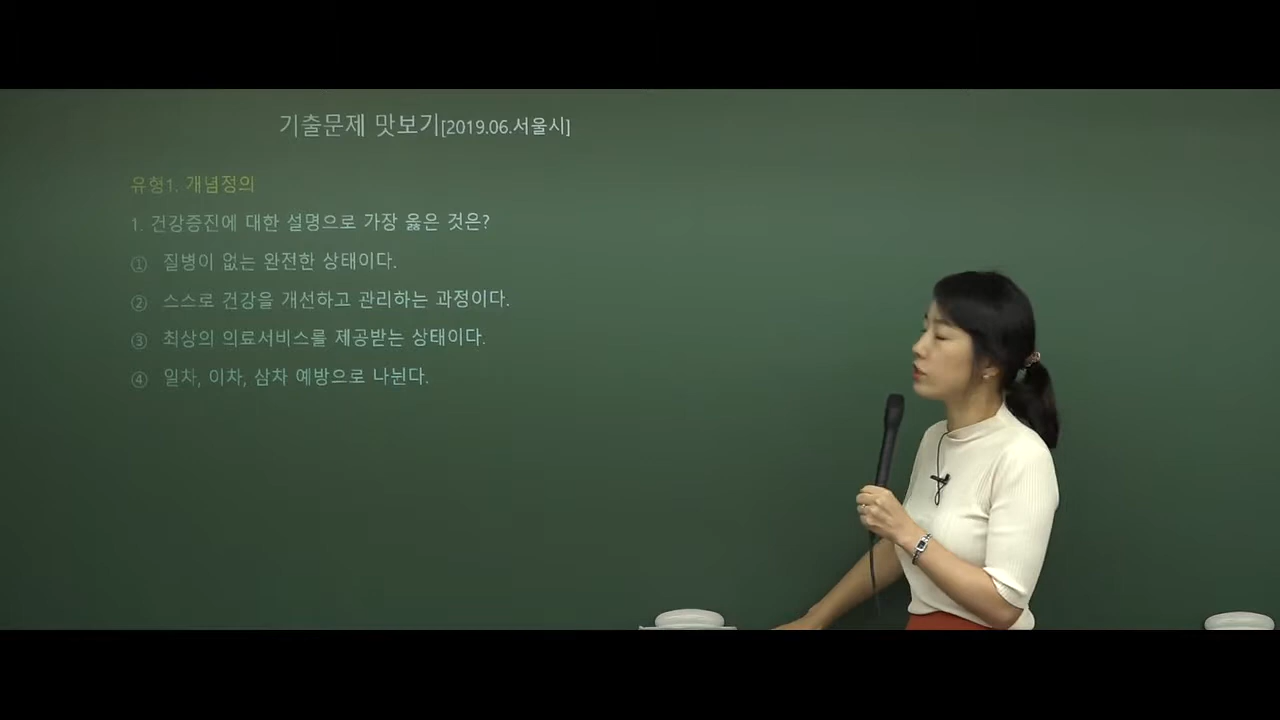 기출문제 맛보기[2019.06.서울시]
유형1. 개념정의
1. 건강증진에 대한 설명으로 가장 옳은 것은?
① 질병이 없는 완전한 상태이다.
② 스스로 건강을 개선하고 관리하는 과정이다.
③ 최상의 의료서비스를 제공받는 상태이다.
④ 일차, 이차, 삼차 예방으로 나뉜다.